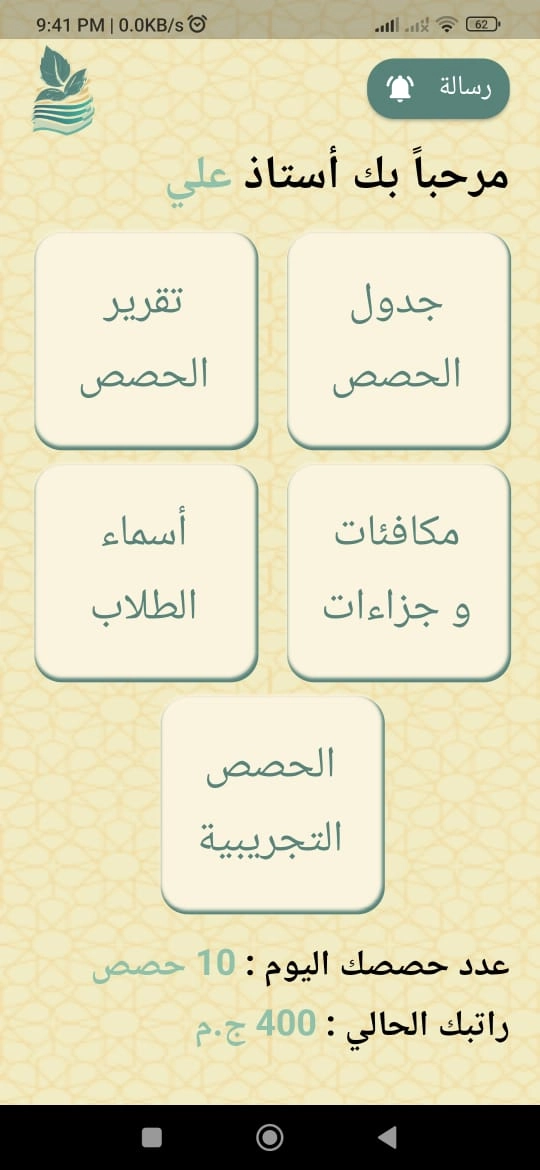 9:41 PM | 0.0KB/s
62
رسالة
مرحباً بك أستاذ علي
جدول
الحصص
تقرير
الحصص
مكافئات
و جزاءات
أسماء
الطلاب
الحصص
التجريبية
عدد حصصك اليوم : 10 حصص
راتبك الحالي : 400 ج.م